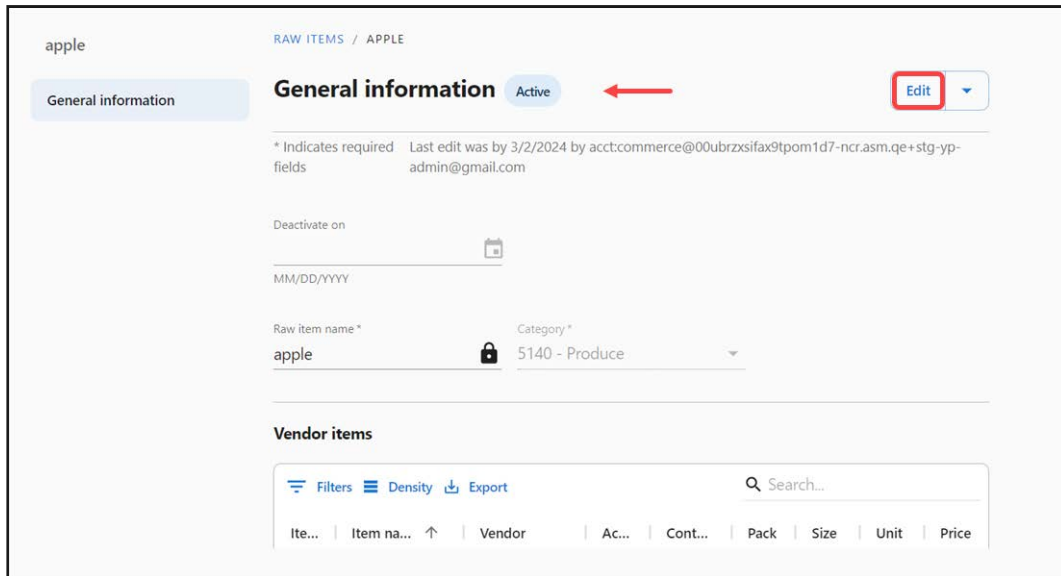 apple
General information
RAW ITEMS / APPLE
General information Active
Edit
* Indicates required fields
Last edit was by 3/2/2024 by acct:commerce@00ubrzxsifax9tpom1d7-ncr.asm.qe+stg-yp-
admin@gmail.com
Deactivate on
MM/DD/YYYY
Raw item name *
apple
Category *
5140 - Produce
Vendor items
Filters Density Export
Search...
Ite... Item na... Vendor Ac... Cont... Pack Size Unit Price